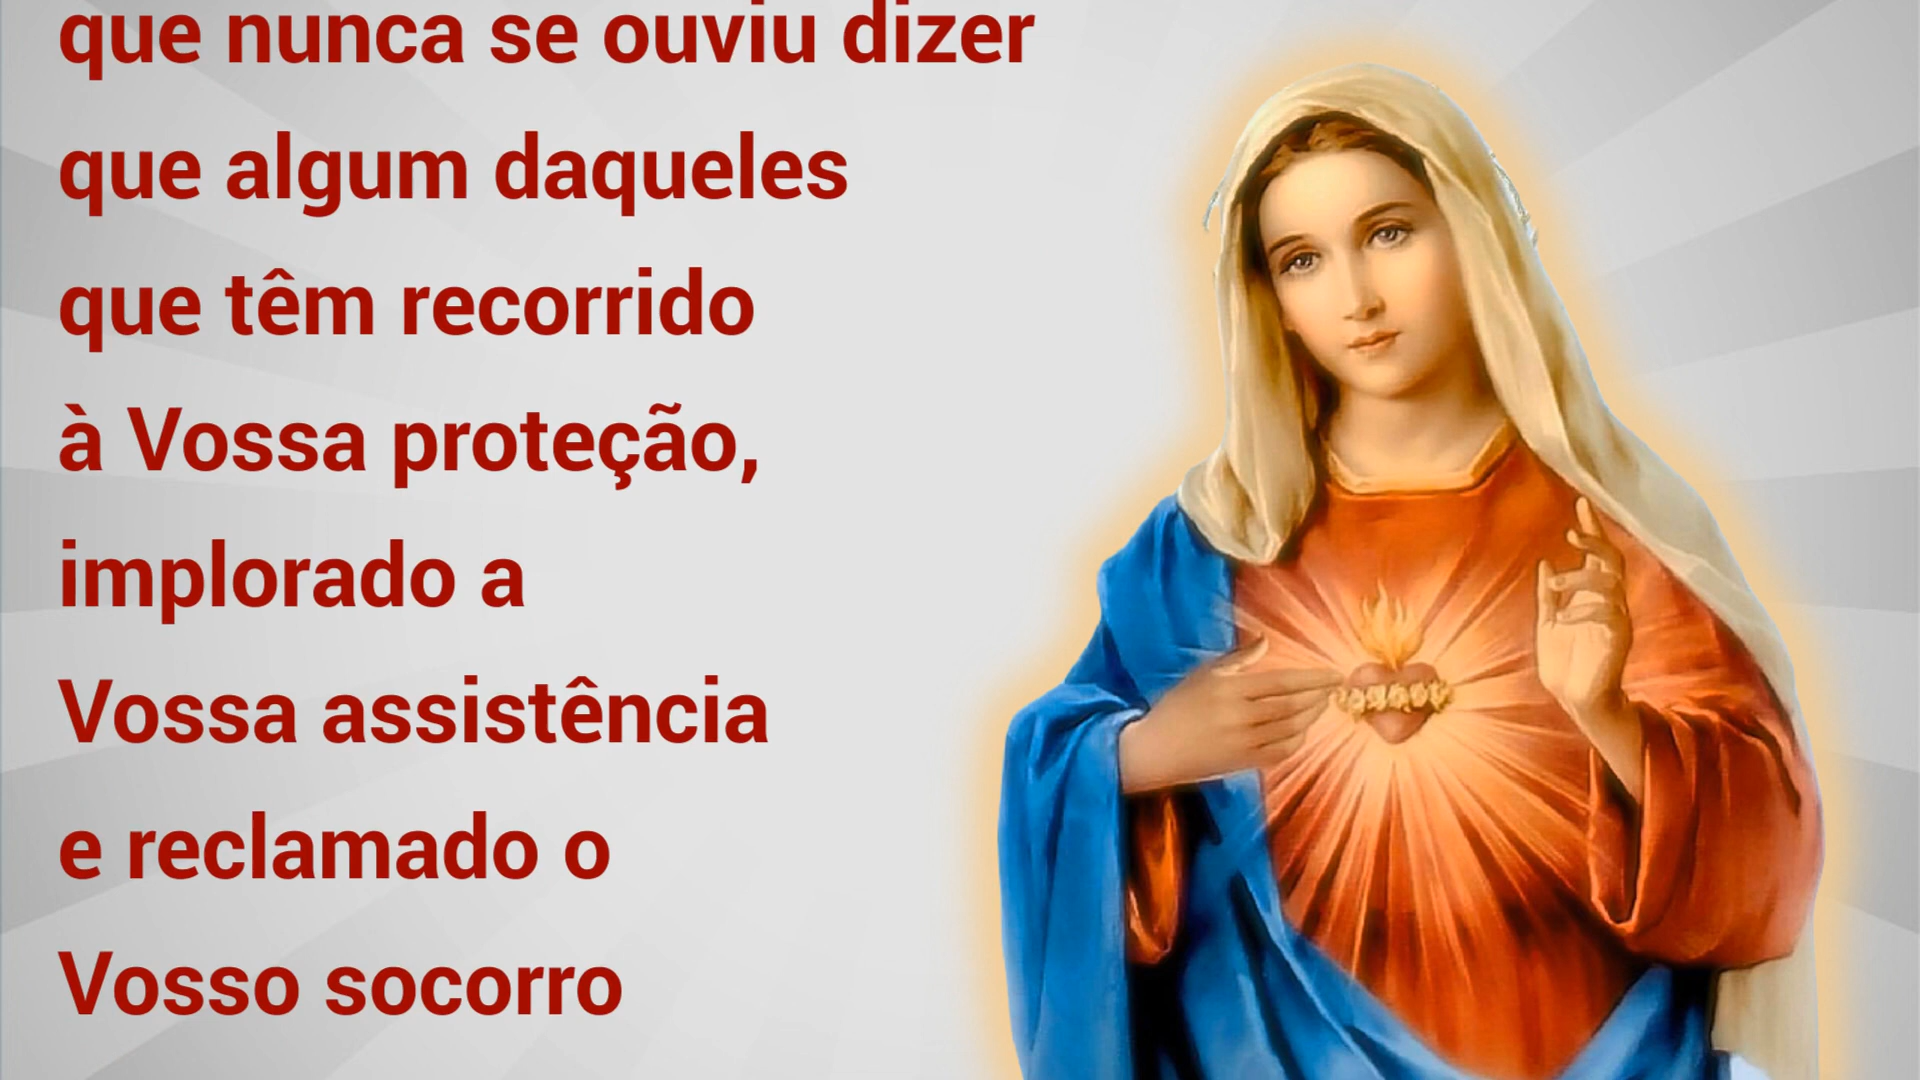 que nunca se ouviu dizer
que algum daqueles
que têm recorrido
à Vossa proteção,
implorado a
Vossa assistência
e reclamado o
Vosso socorro